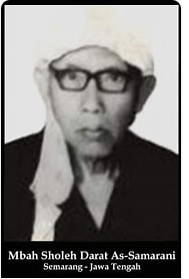 Mbah Sholeh Darat As-Samarani
Semarang - Jawa Tengah